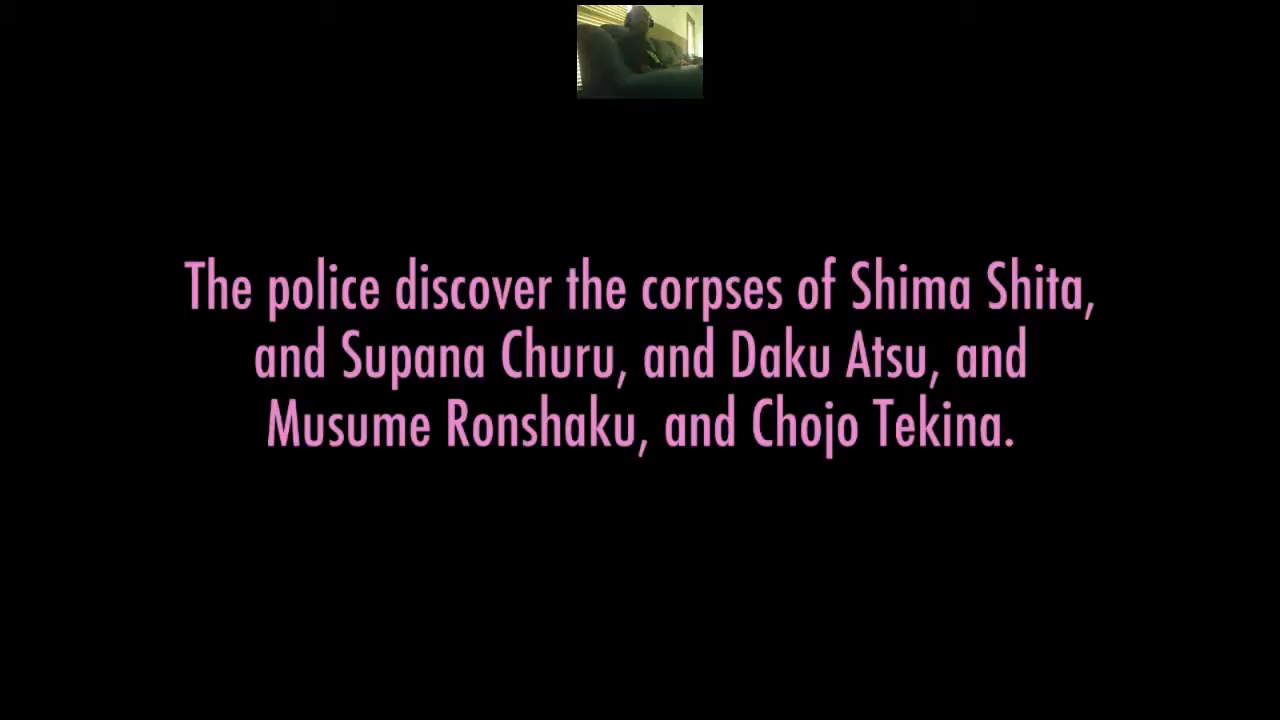 The police discover the corpses of Shima Shita,
and Supana Churu, and Daku Atsu, and
Musume Ronshaku, and Chojo Tekina.